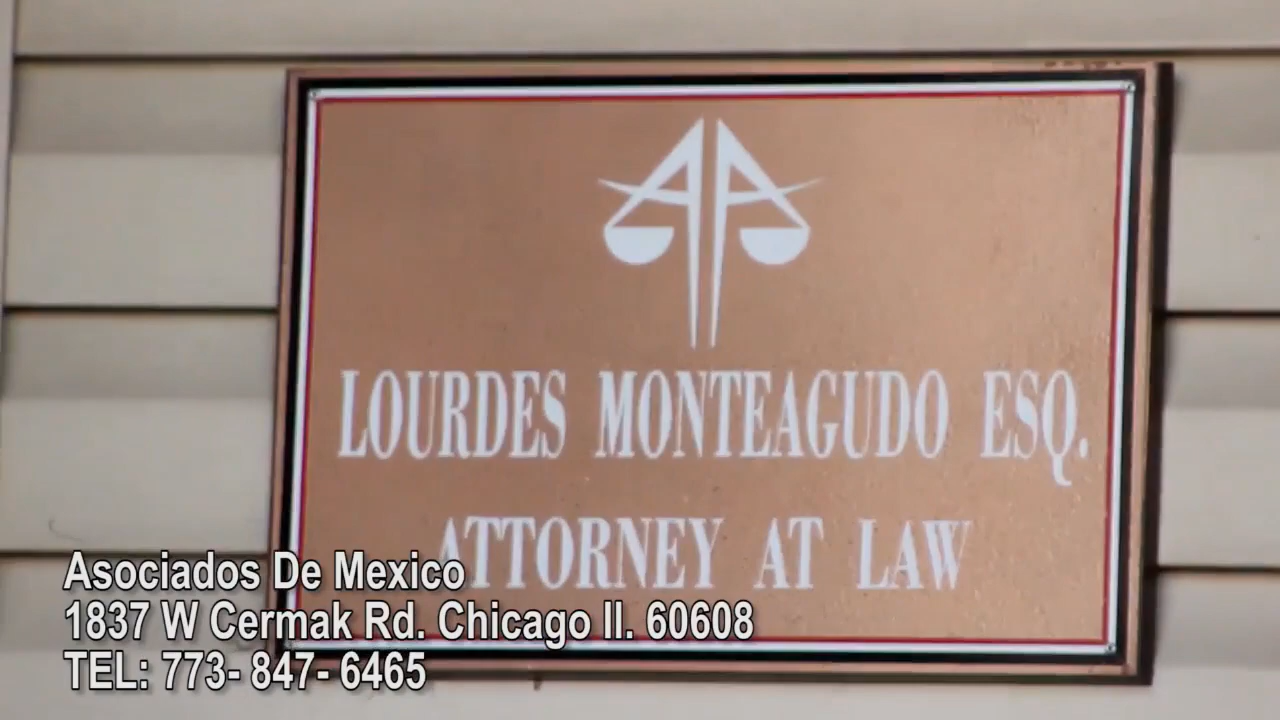 LOURDES MONTEAGUDO ESQ.
ATTORNEY AT LAW
Asociados De Mexico
1837 W Cermak Rd. Chicago Il. 60608
TEL: 773- 847- 6465